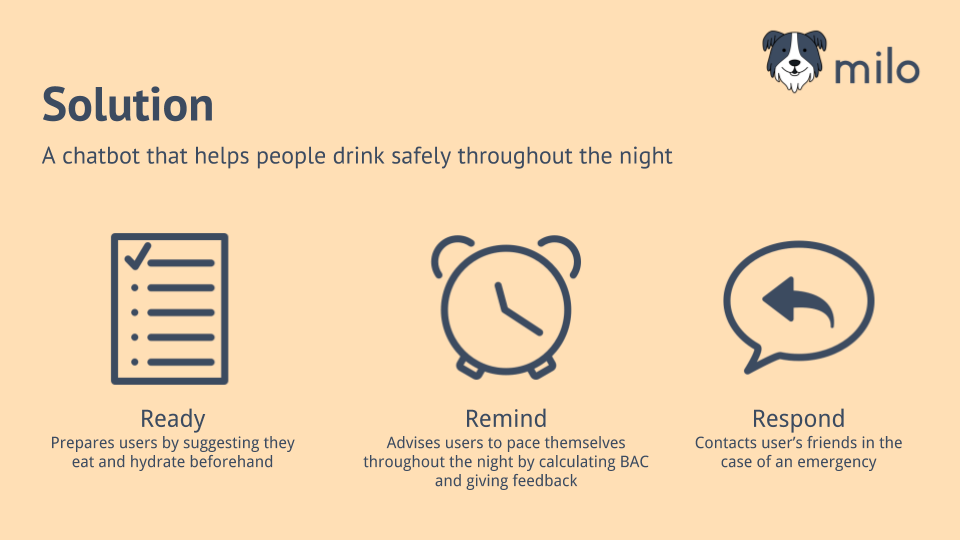 milo
Solution
A chatbot that helps people drink safely throughout the night
Ready
Prepares users by suggesting they
eat and hydrate beforehand
Remind
Advises users to pace themselves
throughout the night by calculating BAC
and giving feedback
Respond
Contacts user’s friends in the
case of an emergency